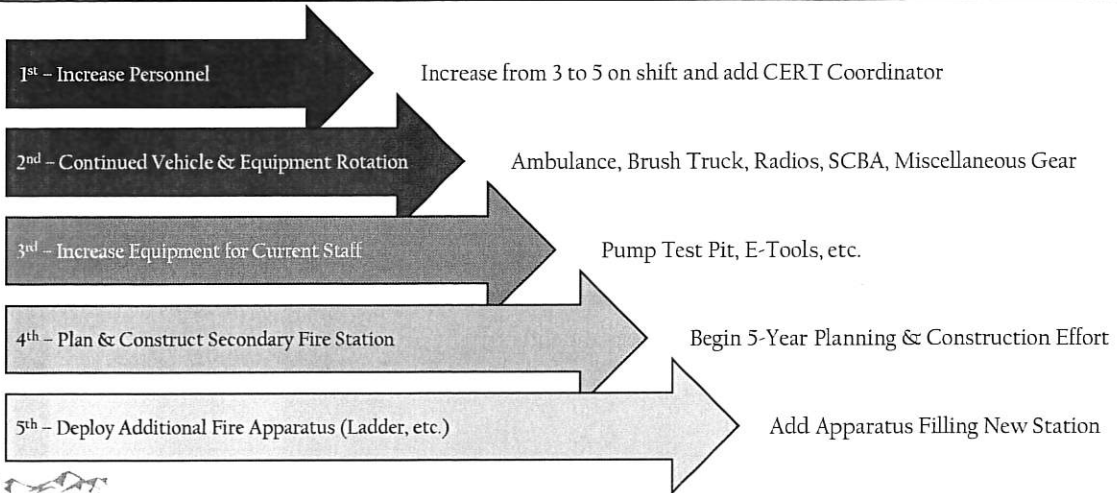 1st – Increase Personnel
Increase from 3 to 5 on shift and add CERT Coordinator
2nd – Continued Vehicle & Equipment Rotation
Ambulance, Brush Truck, Radios, SCBA, Miscellaneous Gear
3rd – Increase Equipment for Current Staff
Pump Test Pit, E-Tools, etc.
4th – Plan & Construct Secondary Fire Station
Begin 5-Year Planning & Construction Effort
5th – Deploy Additional Fire Apparatus (Ladder, etc.)
Add Apparatus Filling New Station